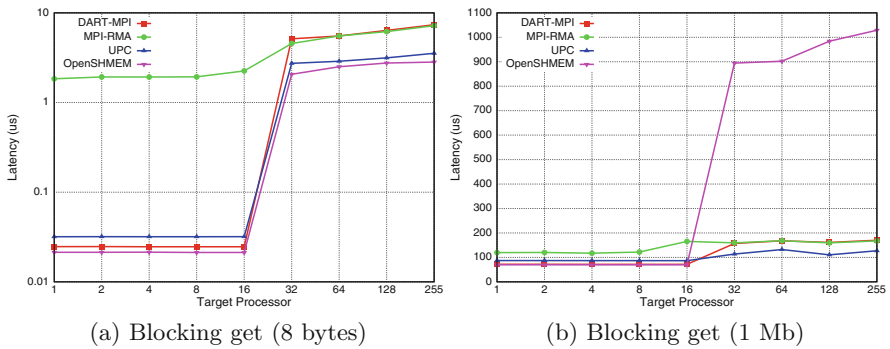 10
1
0.1
0.01
Latency (us)
DART-MPI
MPI-RMA
UPC
OpenSHMEM
1 2 4 8 16 32 64 128 255
Target Processor
(a) Blocking get (8 bytes)
1100
1000
900
800
700
600
500
400
300
200
100
0
Latency (us)
DART-MPI
MPI-RMA
UPC
OpenSHMEM
1 2 4 8 16 32 64 128 255
Target Processor
(b) Blocking get (1 Mb)